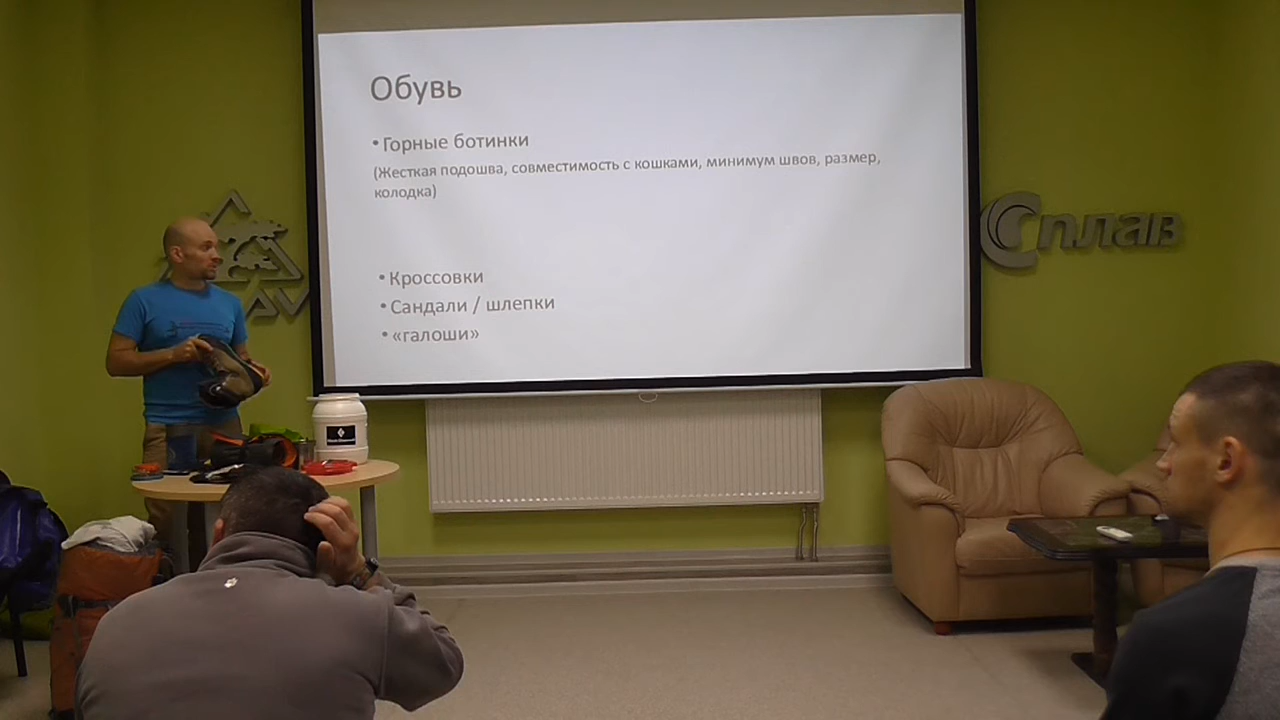 Обувь
• Горные ботинки
(Жесткая подошва, совместимость с кошками, минимум швов, размер,
колодка)
• Кроссовки
• Сандали / шлепки
• «галоши»
Сплав